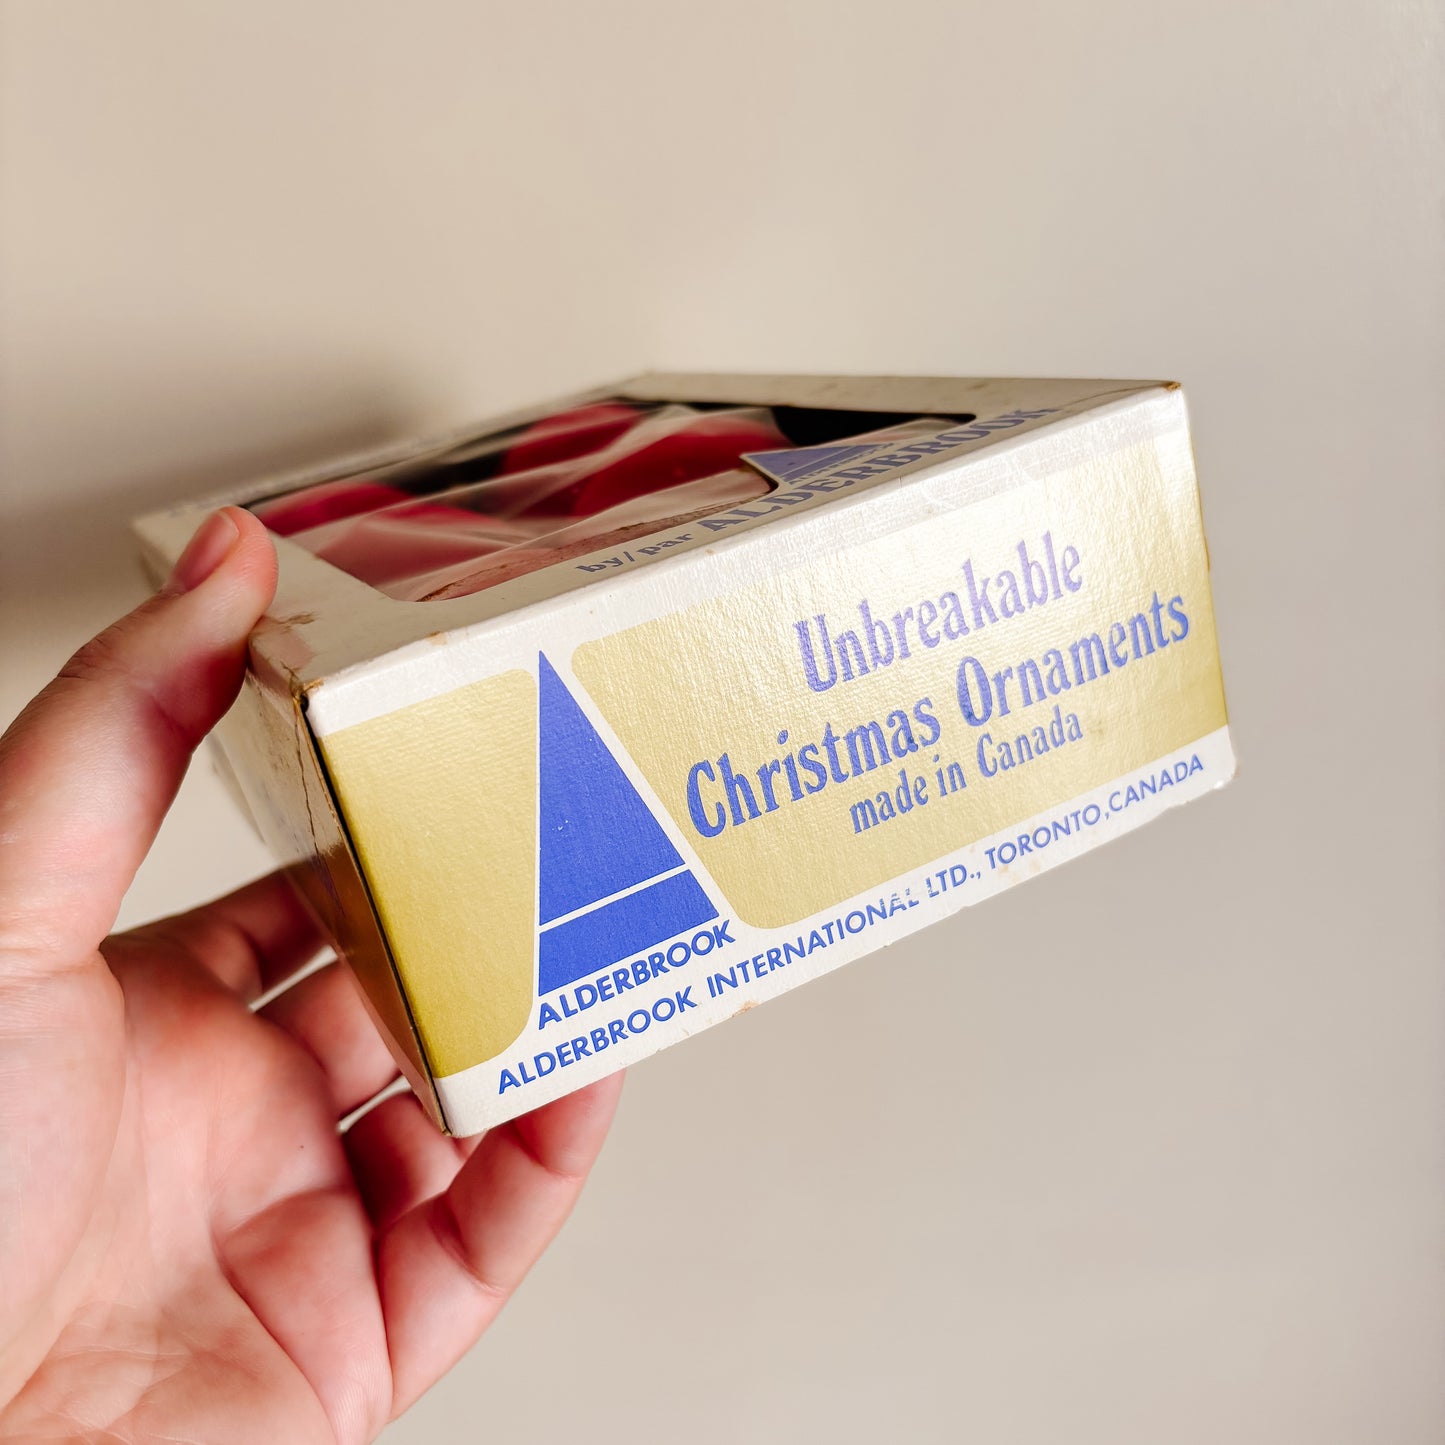 by/par ALDERBROOK
Unbreakable
Christmas Ornaments
made in Canada
ALDERBROOK
ALDERBROOK INTERNATIONAL LTD., TORONTO, CANADA